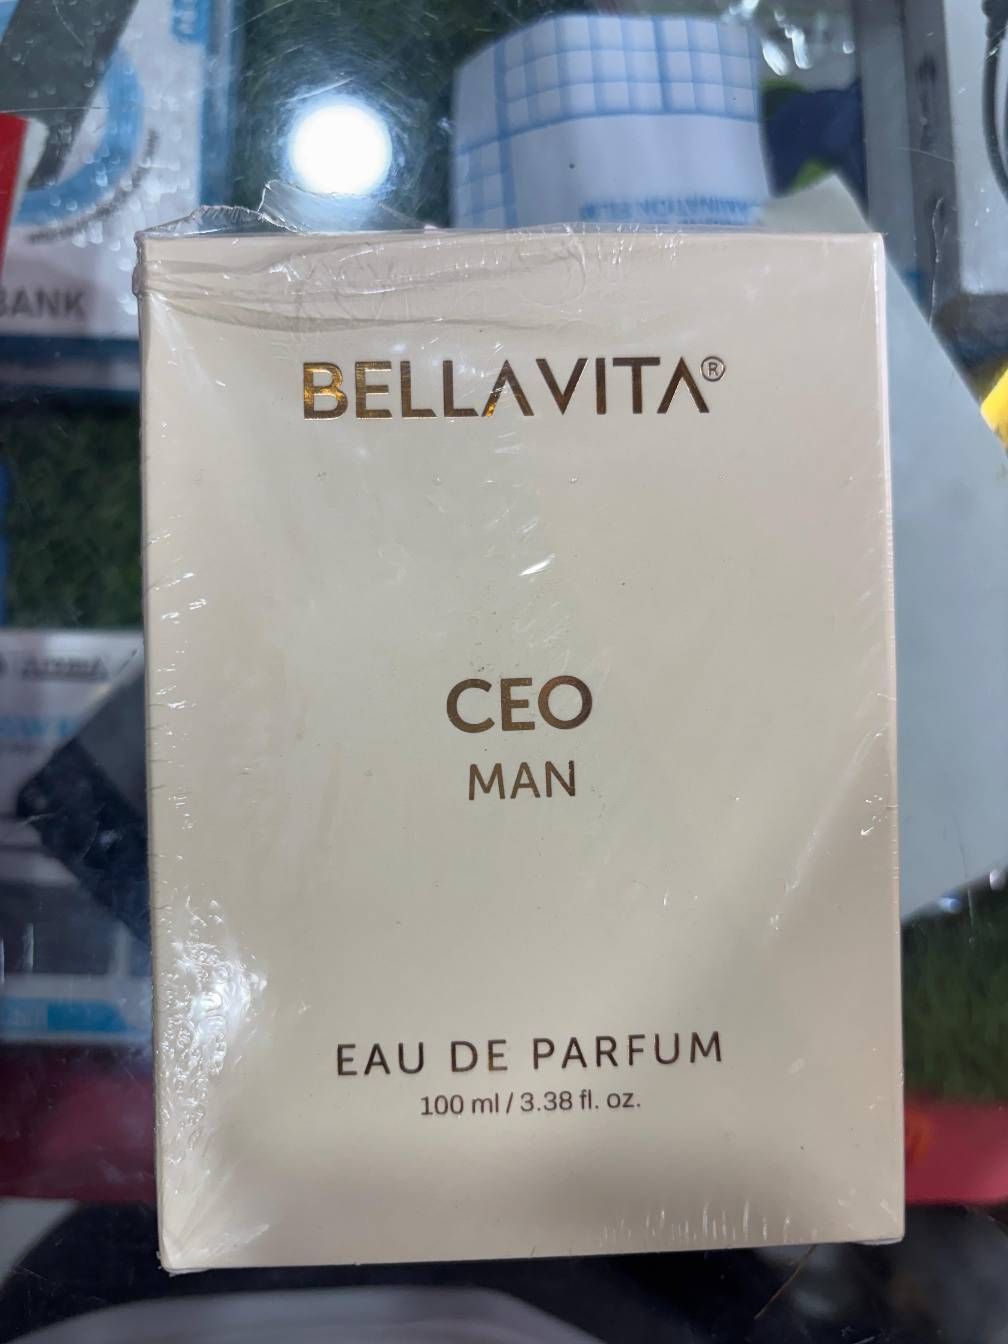 BANK
BELLAVITA®
CEO
MAN
EAU DE PARFUM
100 ml / 3.38 fl. oz.